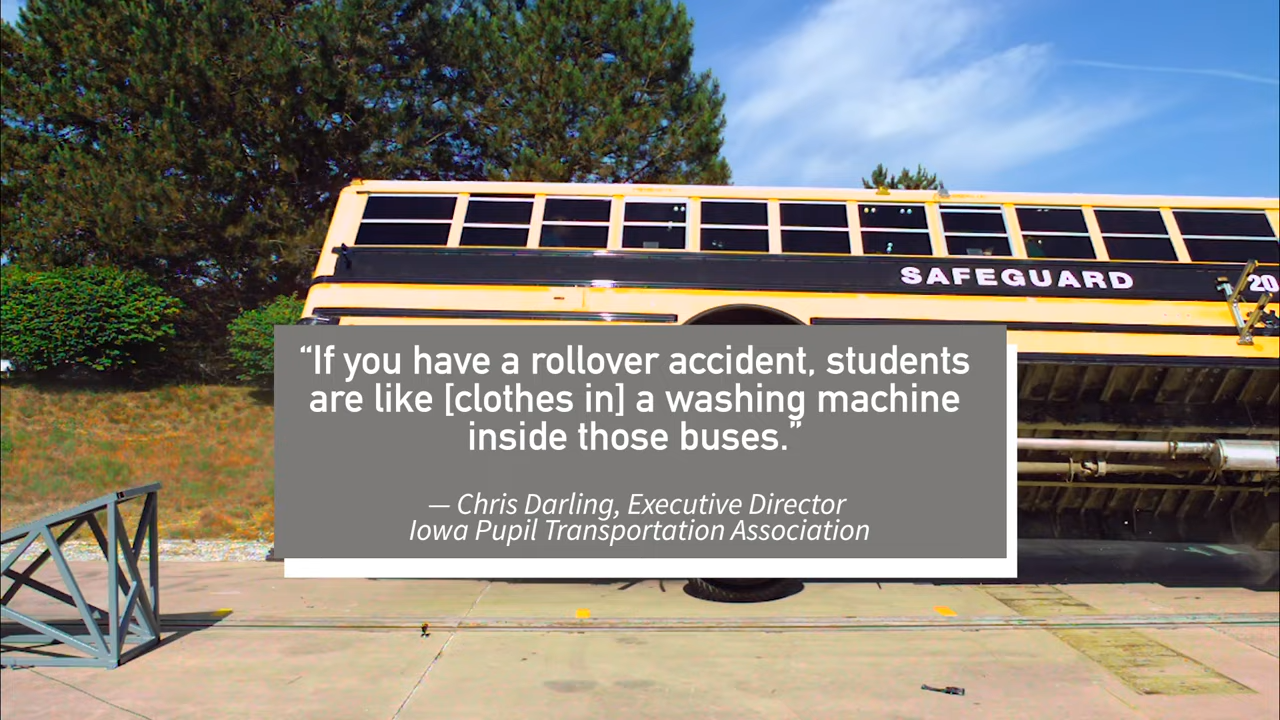 SAFEGUARD
20
“If you have a rollover accident, students
are like [clothes in] a washing machine
inside those buses.”
— Chris Darling, Executive Director
Iowa Pupil Transportation Association